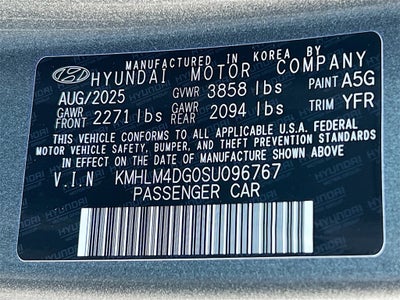 MANUFACTURED IN KOREA BY
HYUNDAI MOTOR COMPANY
AUG/2025 GVWR 3858 lbs PAINT A5G
GAWR FRONT 2271 lbs GAWR REAR 2094 lbs TRIM YFR
THIS VEHICLE CONFORMS TO ALL APPLICABLE U.S.A. FEDERAL
MOTOR VEHICLE SAFETY, BUMPER, AND THEFT PREVENTION STANDARDS
IN EFFECT ON THE DATE OF MANUFACTURE SHOWN ABOVE.
V.I.N KMHLM4DG0SU096767
PASSENGER CAR